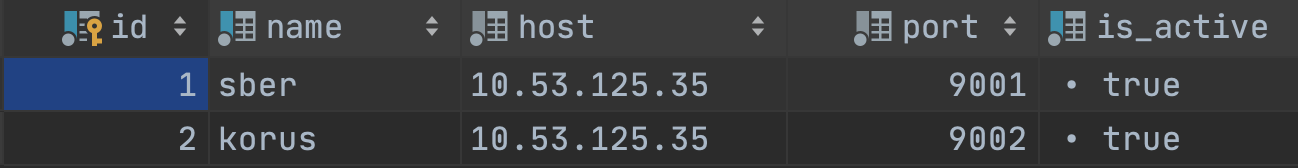 id name host port is_active
1 sber 10.53.125.35 9001 • true
2 korus 10.53.125.35 9002 • true